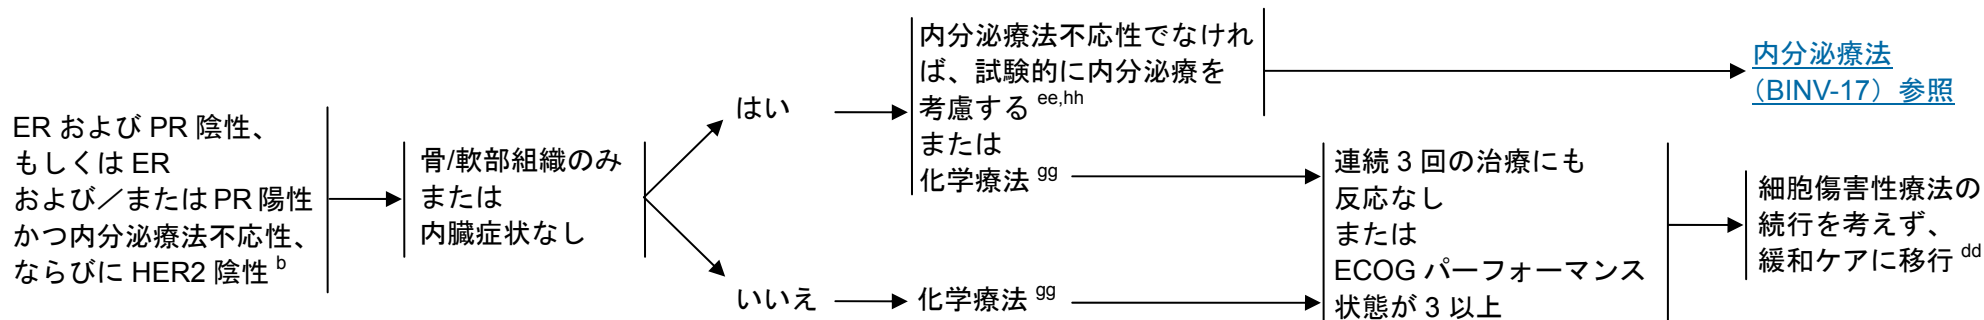 ER および PR 陰性、
もしくは ER
および／または PR 陽性
かつ内分泌療法不応性、
ならびに HER2 陰性 b
骨/軟部組織のみ
または
内臓症状なし
はい
内分泌療法不応性でなけれ
ば、試験的に内分泌療を
考慮する ee,hh
または
化学療法 gg
内分泌療法
（BINV-17）参照
いいえ
化学療法 gg
連続 3 回の治療にも
反応なし
または
ECOG パーフォーマンス
状態が 3 以上
細胞傷害性療法の
続行を考えず、
緩和ケアに移行 dd